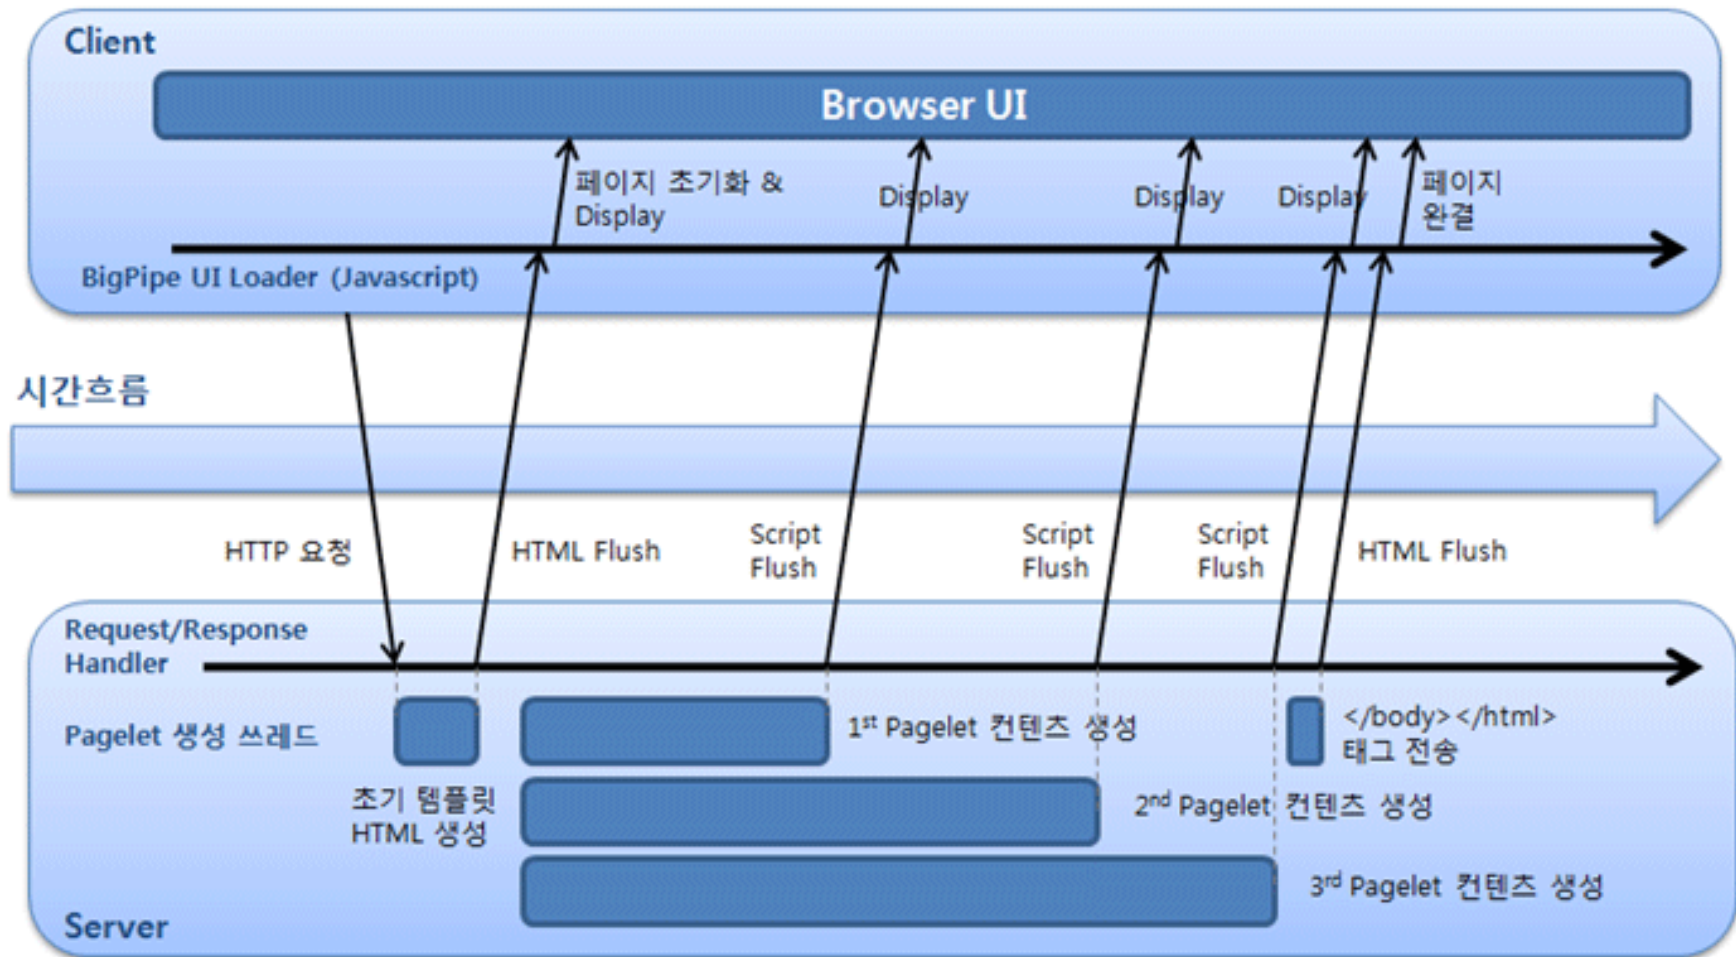 Client
Browser UI
페이지 초기화 &
Display
Display
Display
Display
페이지
완결
BigPipe UI Loader (Javascript)
시간흐름
HTTP 요청
HTML Flush
Script
Flush
Script
Flush
Script
Flush
HTML Flush
Request/Response
Handler
Pagelet 생성 쓰레드
1st Pagelet 컨텐츠 생성
</body></html>
태그 전송
초기 템플릿
HTML 생성
2nd Pagelet 컨텐츠 생성
3rd Pagelet 컨텐츠 생성
Server